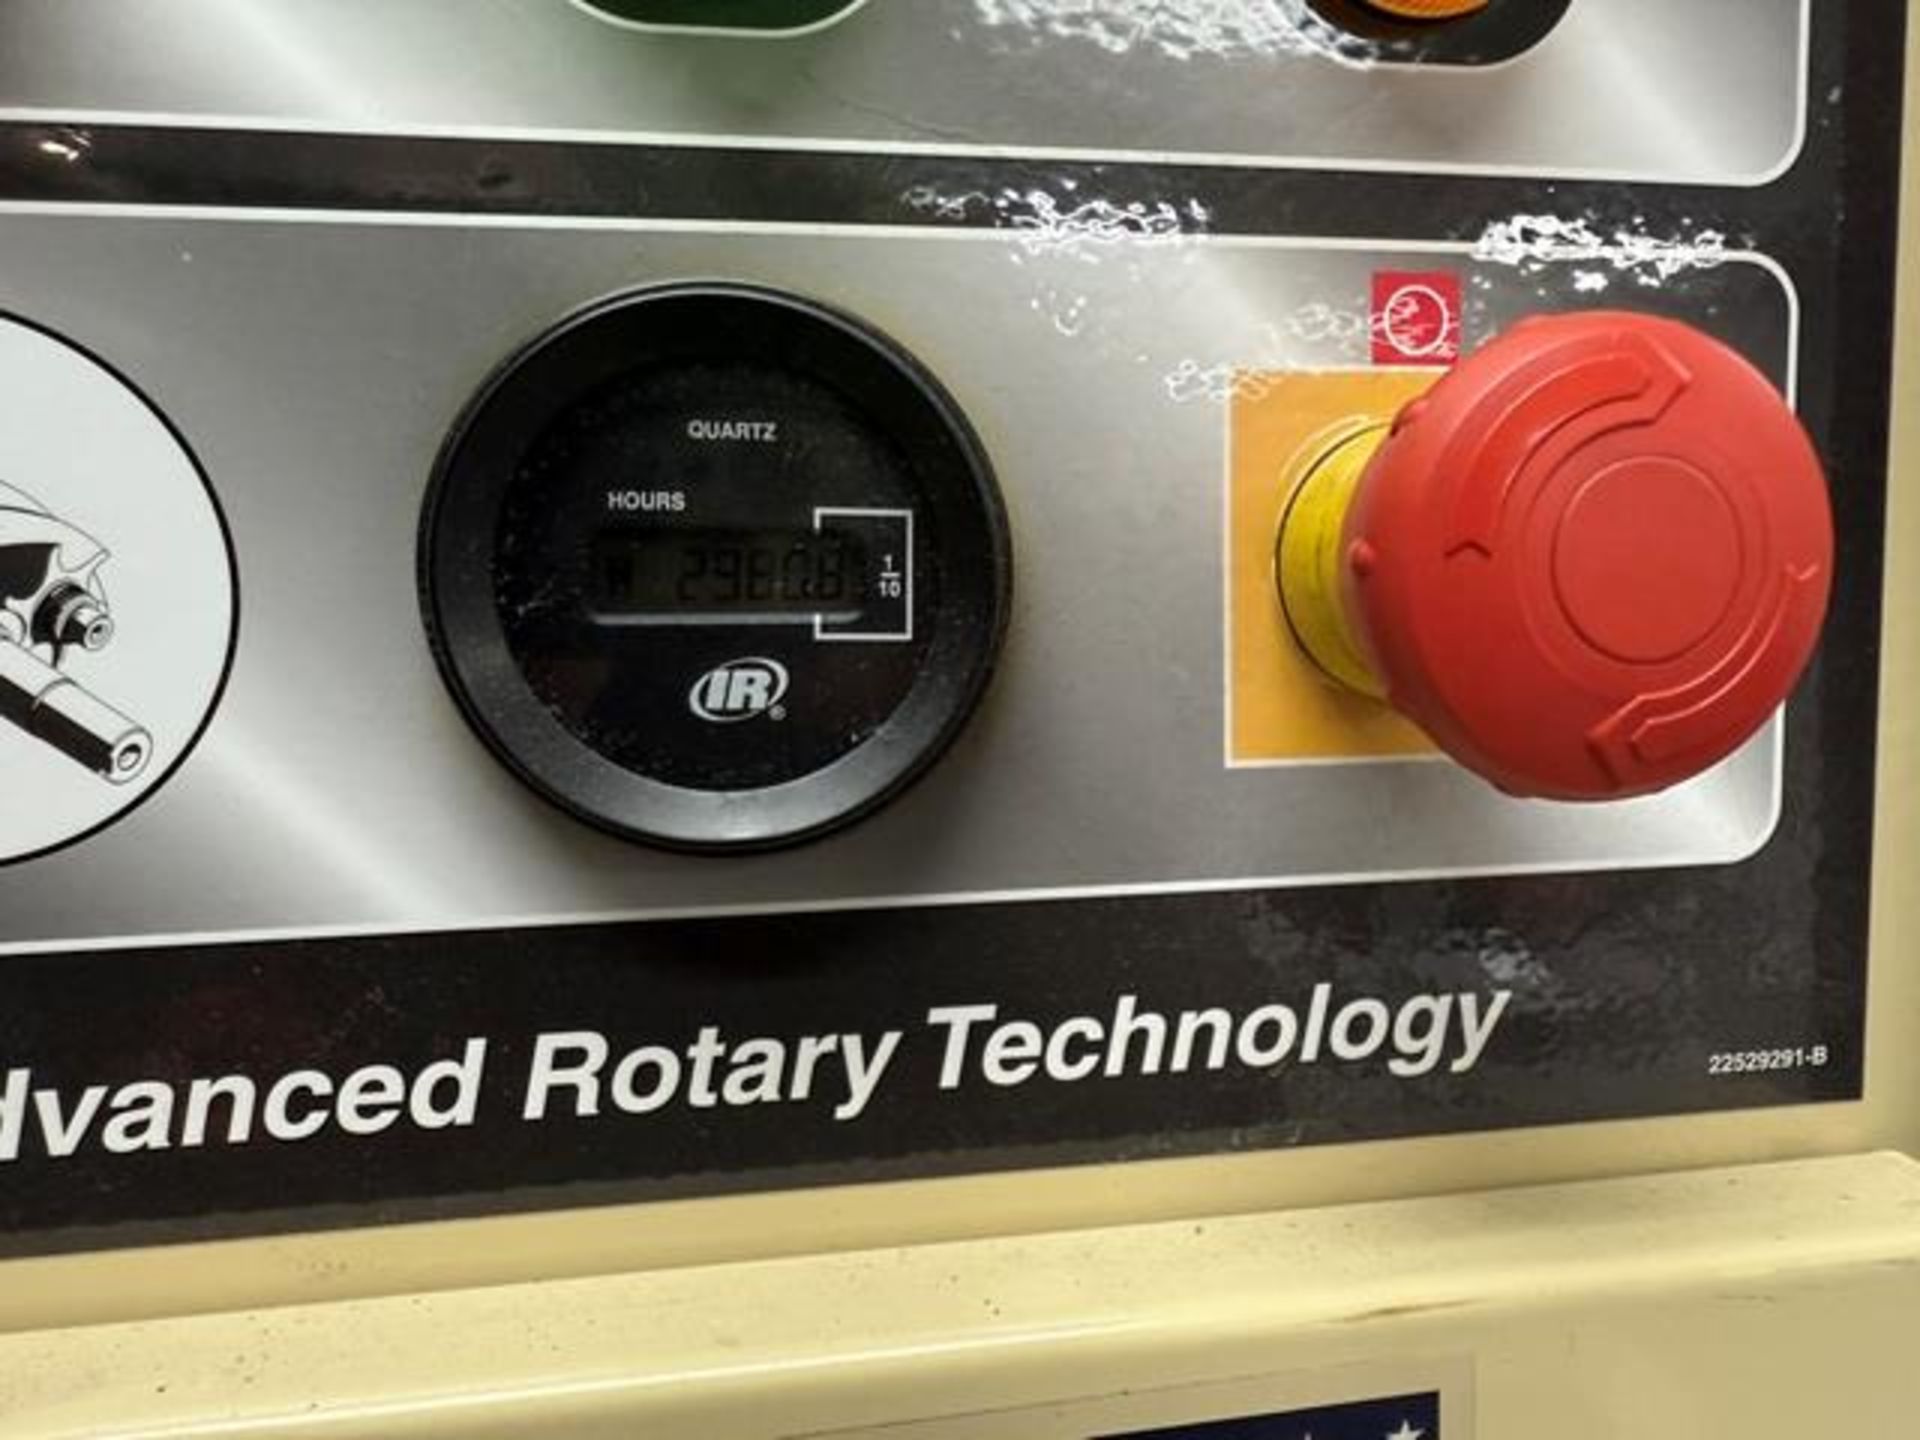 QUARTZ
HOURS
1
10
IR®
dvanced Rotary Technology
22529291-B